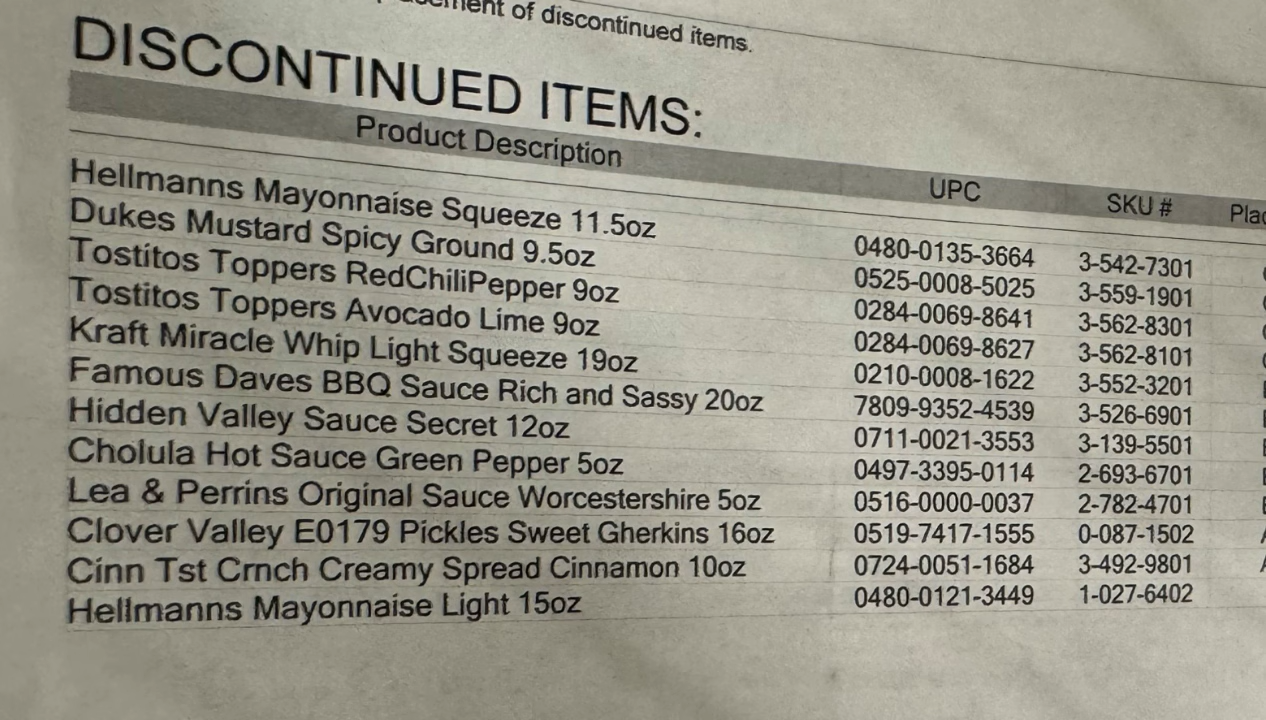 of discontinued items.
DISCONTINUED ITEMS:
Product Description UPC SKU #
Hellmanns Mayonnaise Squeeze 11.5oz 0480-0135-3664 3-542-7301
Dukes Mustard Spicy Ground 9.5oz 0525-0008-5025 3-559-1901
Tostitos Toppers RedChiliPepper 9oz 0284-0069-8641 3-562-8301
Tostitos Toppers Avocado Lime 9oz 0284-0069-8627 3-562-8101
Kraft Miracle Whip Light Squeeze 19oz 0210-0008-1622 3-552-3201
Famous Daves BBQ Sauce Rich and Sassy 20oz 7809-9352-4539 3-526-6901
Hidden Valley Sauce Secret 12oz 0711-0021-3553 3-139-5501
Cholula Hot Sauce Green Pepper 5oz 0497-3395-0114 2-693-6701
Lea & Perrins Original Sauce Worcestershire 5oz 0516-0000-0037 2-782-4701
Clover Valley E0179 Pickles Sweet Gherkins 16oz 0519-7417-1555 0-087-1502
Cinn Tst Crnch Creamy Spread Cinnamon 10oz 0724-0051-1684 3-492-9801
Hellmanns Mayonnaise Light 15oz 0480-0121-3449 1-027-6402